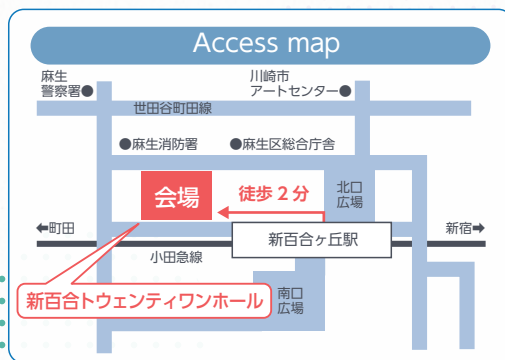 Access map
麻生
警察署●
川崎市
アートセンター●
世田谷町田線
●麻生消防署
●麻生区総合庁舎
会場
徒歩 2 分
北口
広場
←町田
新百合ヶ丘駅
新宿→
小田急線
新百合トウェンティワンホール
南口
広場